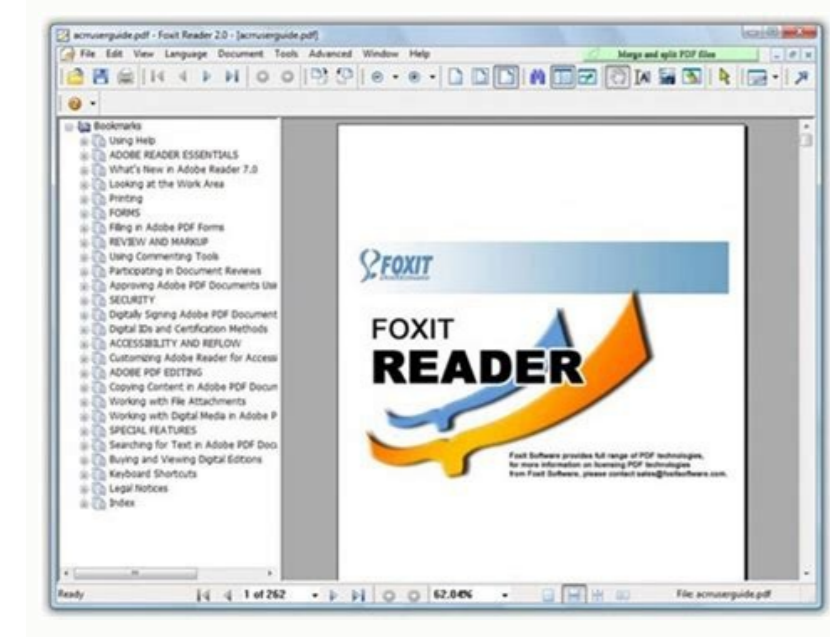 acrruserguide.pdf - Foxit Reader 2.0 - [acrruserguide.pdf]
File Edit View Language Document Tools Advanced Window Help
Merge and split PDF files
Bookmarks
Using Help
ADOBE READER ESSENTIALS
What's New in Adobe Reader 7.0
Looking at the Work Area
Printing
FORMS
Filling in Adobe PDF Forms
REVIEW AND MARKUP
Using Commenting Tools
Participating in Document Reviews
Approving Adobe PDF Documents Use
SECURITY
Digitally Signing Adobe PDF Document
Digital IDs and Certification Methods
ACCESSIBILITY AND REFLOW
Customizing Adobe Reader for Accessi
ADOBE PDF EDITING
Copying Content in Adobe PDF Docum
Working with File Attachments
Working with Digital Media in Adobe P
SPECIAL FEATURES
Searching for Text in Adobe PDF Docu
Buying and Viewing Digital Editions
Keyboard Shortcuts
Legal Notices
Index
FOXIT
FOXIT
READER
Foxit Software provides full range of PDF technologies,
for more information on licensing PDF technologies
from Foxit Software, please contact sales@foxitsoftware.com.
Ready
1 of 262
62.04%
File: acrruserguide.pdf